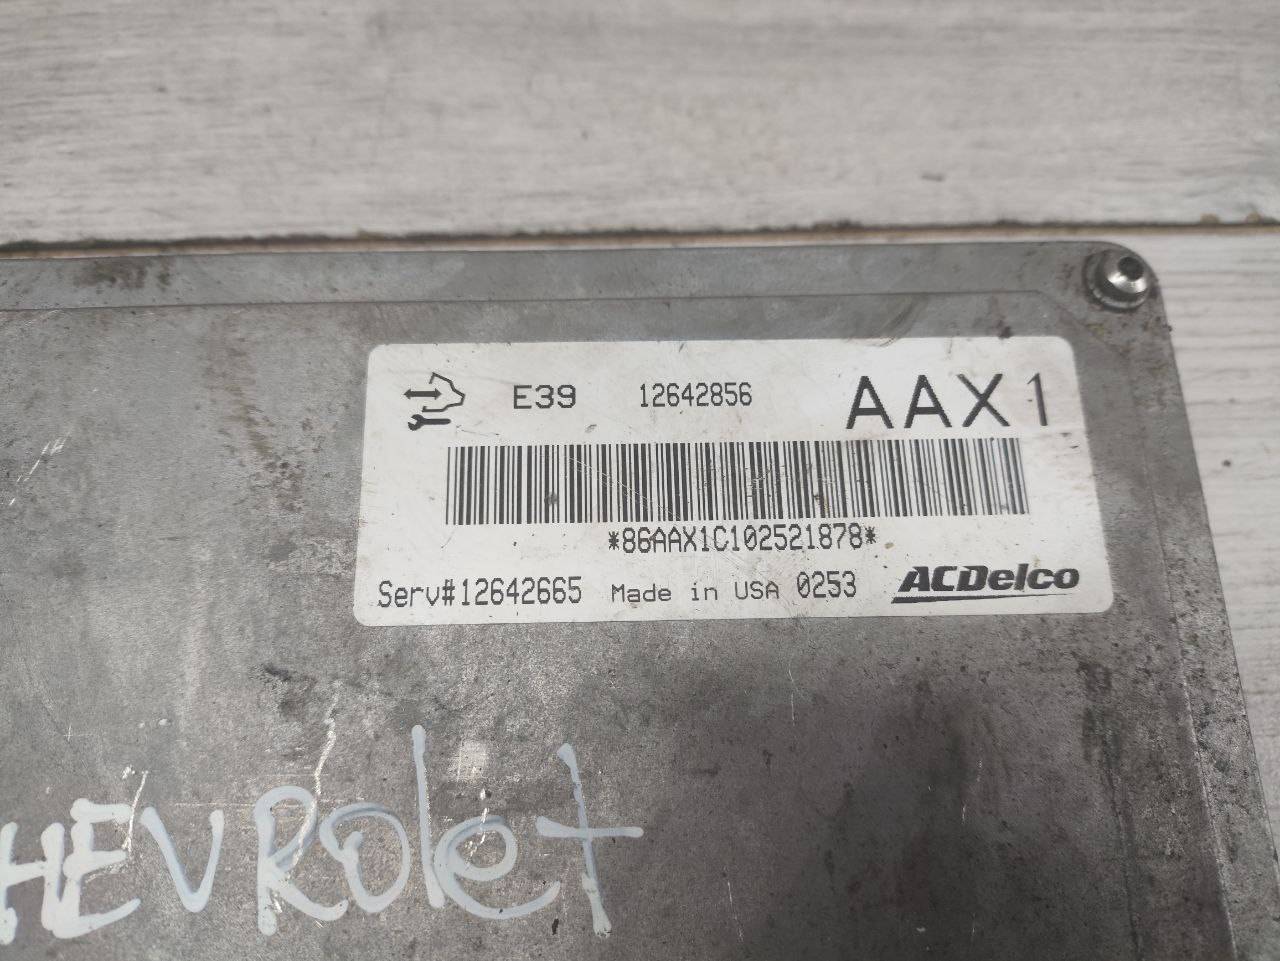 E39 12642856 AAX1
*86AAX1C102521878*
Serv#12642665 Made in USA 0253 ACDelco
HEVROlet